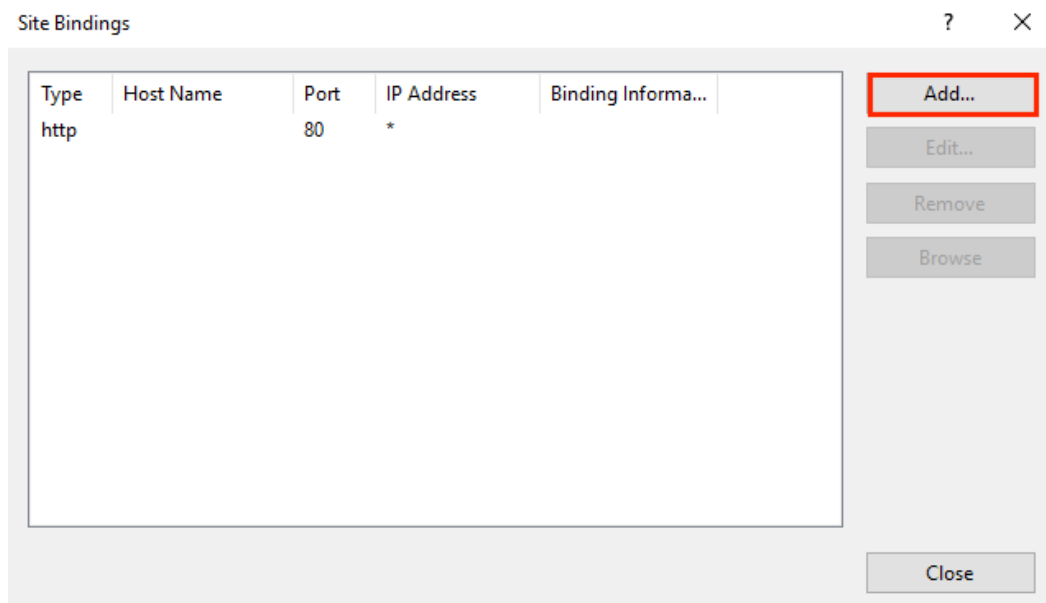 Site Bindings
? ×
Type Host Name Port IP Address Binding Informa...
http 80 *
Add...
Edit...
Remove
Browse
Close